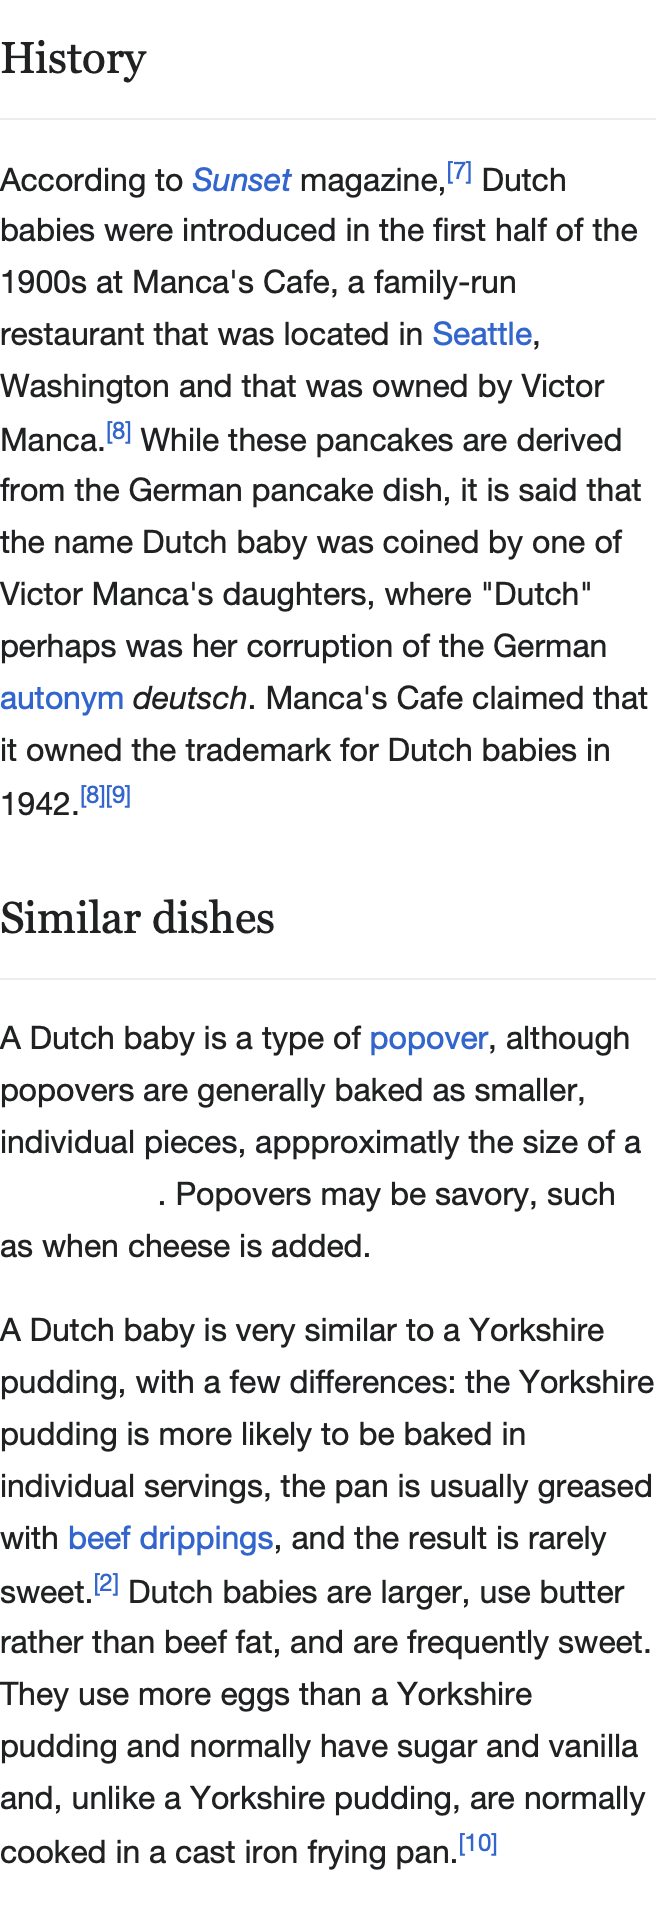 History
According to Sunset magazine,[7] Dutch
babies were introduced in the first half of the
1900s at Manca's Cafe, a family-run
restaurant that was located in Seattle,
Washington and that was owned by Victor
Manca.[8] While these pancakes are derived
from the German pancake dish, it is said that
the name Dutch baby was coined by one of
Victor Manca's daughters, where "Dutch"
perhaps was her corruption of the German
autonym deutsch. Manca's Cafe claimed that
it owned the trademark for Dutch babies in
1942.[8][9]
Similar dishes
A Dutch baby is a type of popover, although
popovers are generally baked as smaller,
individual pieces, appproximatly the size of a
. Popovers may be savory, such
as when cheese is added.
A Dutch baby is very similar to a Yorkshire
pudding, with a few differences: the Yorkshire
pudding is more likely to be baked in
individual servings, the pan is usually greased
with beef drippings, and the result is rarely
sweet.[2] Dutch babies are larger, use butter
rather than beef fat, and are frequently sweet.
They use more eggs than a Yorkshire
pudding and normally have sugar and vanilla
and, unlike a Yorkshire pudding, are normally
cooked in a cast iron frying pan.[10]